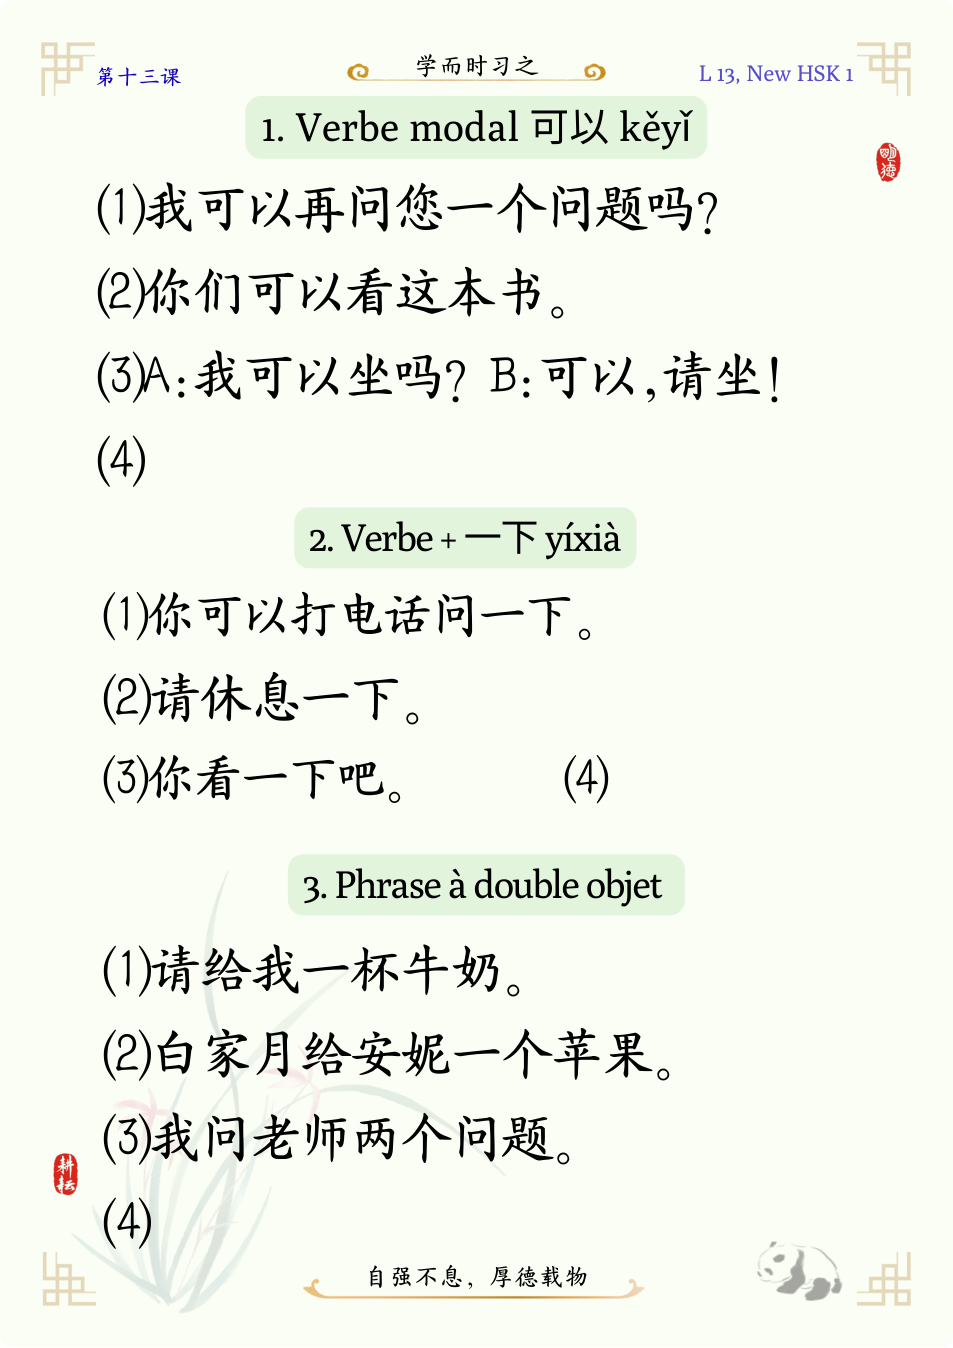 第十三课
学而时习之
L 13, New HSK 1
1. Verbe modal 可以 kěyǐ
明德
(1)我可以再问您一个问题吗?
(2)你们可以看这本书。
(3)A:我可以坐吗? B:可以,请坐!
(4)
2. Verbe + 一下 yíxià
(1)你可以打电话问一下。
(2)请休息一下。
(3)你看一下吧。 (4)
3. Phrase à double objet
(1)请给我一杯牛奶。
(2)白家月给安妮一个苹果。
(3)我问老师两个问题。
耕耘
(4)
自强不息，厚德载物